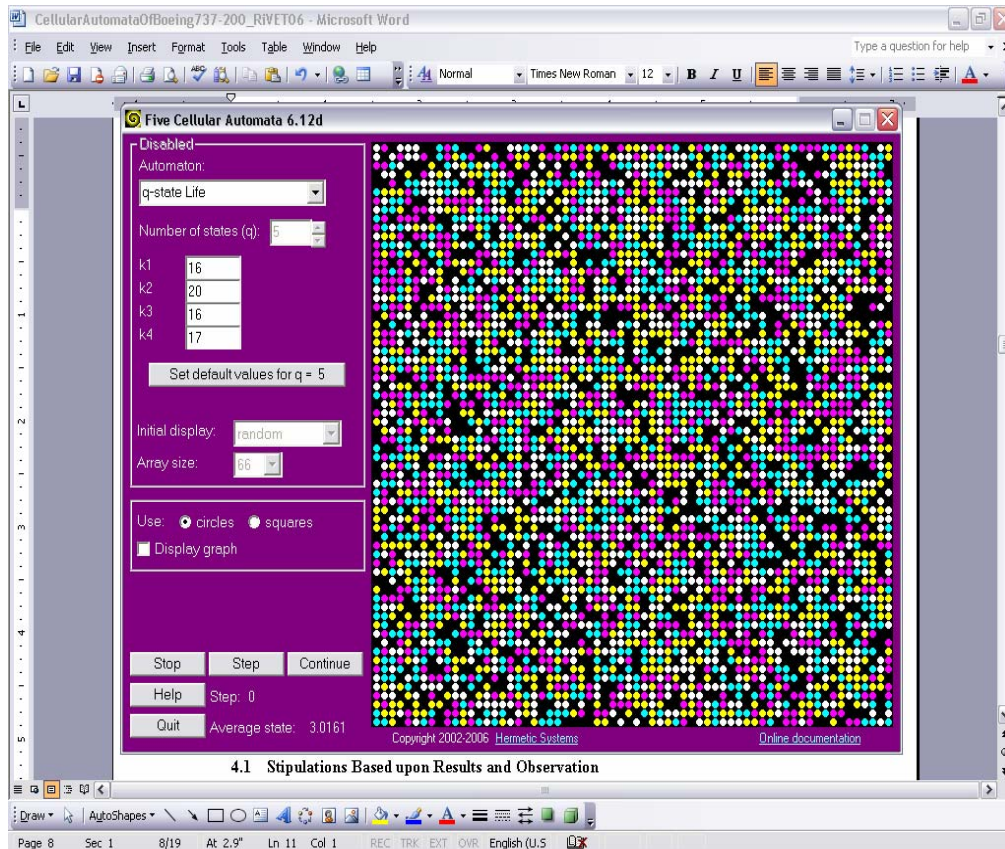 CellularAutomataOfBoeing737-200_RiVET06 - Microsoft Word
File Edit View Insert Format Tools Table Window Help Type a question for help
Normal Times New Roman 12 B I U
Five Cellular Automata 6.12d
Disabled
Automaton:
q-state Life
Number of states (q): 5
k1 16
k2 20
k3 16
k4 17
Set default values for q = 5
Initial display: random
Array size: 66
Use: circles squares
Display graph
Stop Step Continue
Help Step: 0
Quit Average state: 3.0161
Copyright 2002-2006 Hermetic Systems Online documentation
4.1 Stipulations Based upon Results and Observation
Draw AutoShapes
Page 8 Sec 1 8/19 At 2.9" Ln 11 Col 1 REC TRK EXT OVR English (U.S